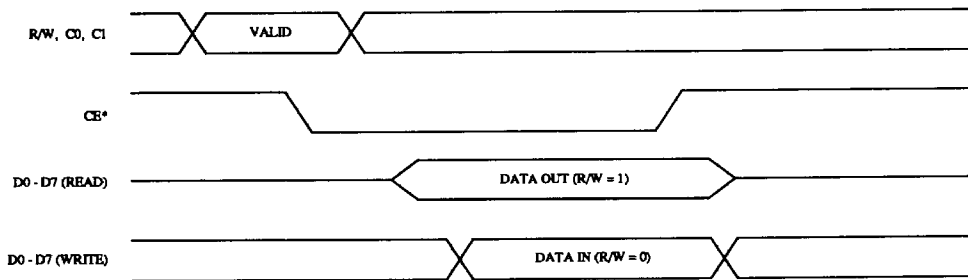 R/W, C0, C1
VALID
CE*
D0 - D7 (READ)
DATA OUT (R/W = 1)
D0 - D7 (WRITE)
DATA IN (R/W = 0)